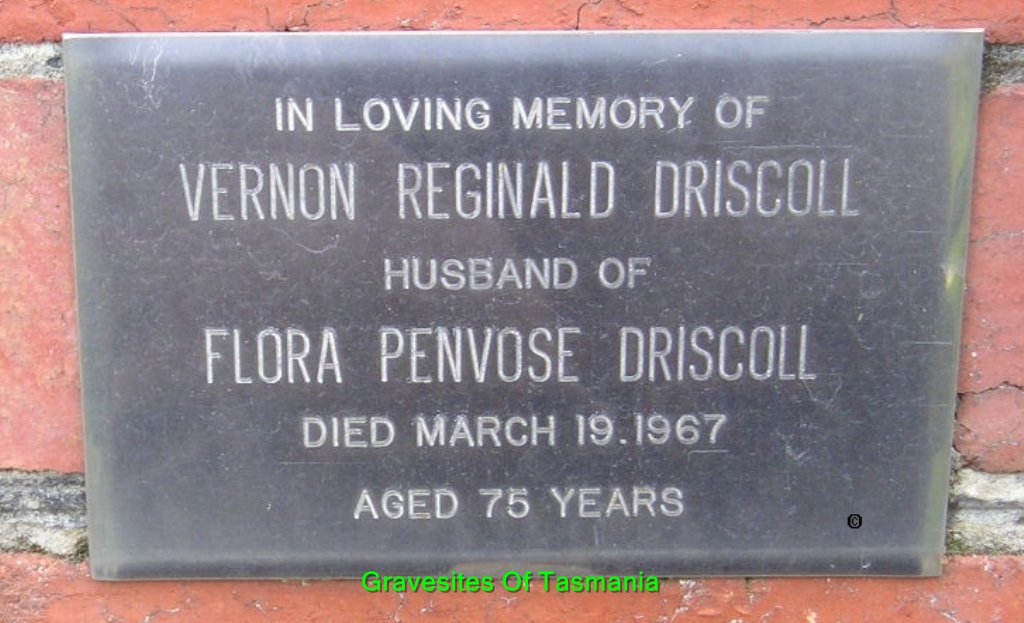 IN LOVING MEMORY OF
VERNON REGINALD DRISCOLL
HUSBAND OF
FLORA PENVOSE DRISCOLL
DIED MARCH 19.1967
AGED 75 YEARS
©
Gravesites Of Tasmania